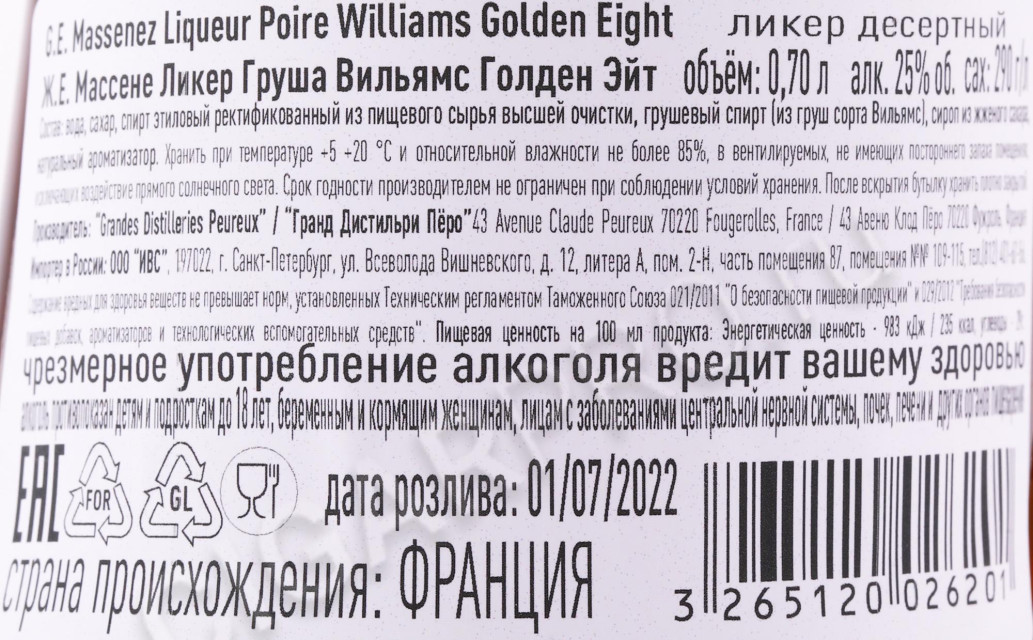 G.E. Massenez Liqueur Poire Williams Golden Eight ликер десертный
Ж.Е. Массене Ликер Груша Вильямс Голден Эйт объём: 0,70 л алк. 25% об. сах: 290 г/л
Состав: вода, сахар, спирт этиловый ректификованный из пищевого сырья высшей очистки, грушевый спирт (из груш сорта Вильямс), сироп из жженого сахара,
натуральный ароматизатор. Хранить при температуре +5 +20 °C и относительной влажности не более 85%, в вентилируемых, не имеющих постороннего запаха помещениях,
исключающих воздействие прямого солнечного света. Срок годности производителем не ограничен при соблюдении условий хранения. После вскрытия бутылку хранить плотно закрытой
Производитель: "Grandes Distilleries Peureux" / "Гранд Дистильри Пёро" 43 Avenue Claude Peureux 70220 Fougerolles, France / 43 Авеню Клод Пёро 70220 Фужроль, Франция
Импортер в России: ООО "ИВС", 197022, г. Санкт-Петербург, ул. Всеволода Вишневского, д. 12, литера А, пом. 2-Н, часть помещения 87, помещения №№ 109-115,
Содержание вредных для здоровья веществ не превышает норм, установленных Техническим регламентом Таможенного Союза 021/2011 "О безопасности пищевой продукции" и 029/2012 "Требования безопасности
пищевых добавок, ароматизаторов и технологических вспомогательных средств". Пищевая ценность на 100 мл продукта: Энергетическая ценность - 983 кДж / 235 ккал, углеводы -
чрезмерное употребление алкоголя вредит вашему здоровью
алкоголь противопоказан детям и подросткам до 18 лет, беременным и кормящим женщинам, лицам с заболеваниями центральной нервной системы, почек, печени и других органов пищеварения
EAC FOR GL дата розлива: 01/07/2022
страна происхождения: ФРАНЦИЯ
3 265120 026201